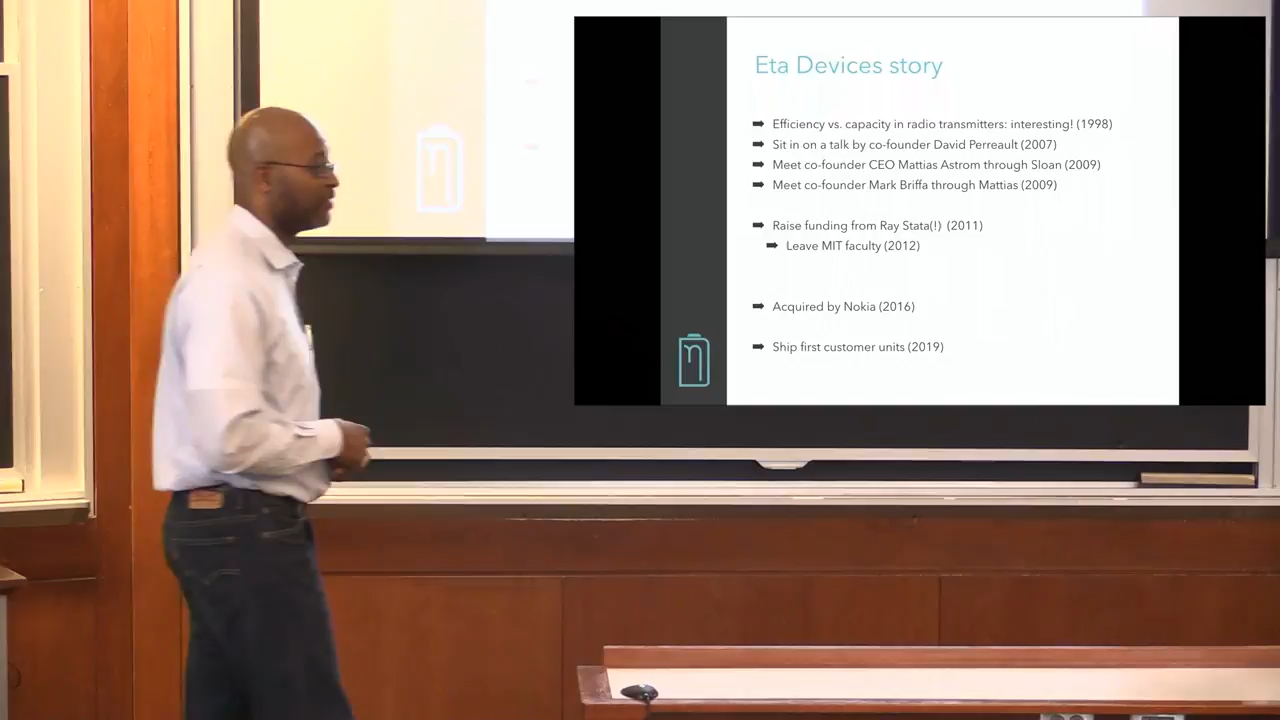 Eta Devices story
➡ Efficiency vs. capacity in radio transmitters: interesting! (1998)
➡ Sit in on a talk by co-founder David Perreault (2007)
➡ Meet co-founder CEO Mattias Astrom through Sloan (2009)
➡ Meet co-founder Mark Briffa through Mattias (2009)
➡ Raise funding from Ray Stata(!) (2011)
➡ Leave MIT faculty (2012)
➡ Acquired by Nokia (2016)
➡ Ship first customer units (2019)
η
η